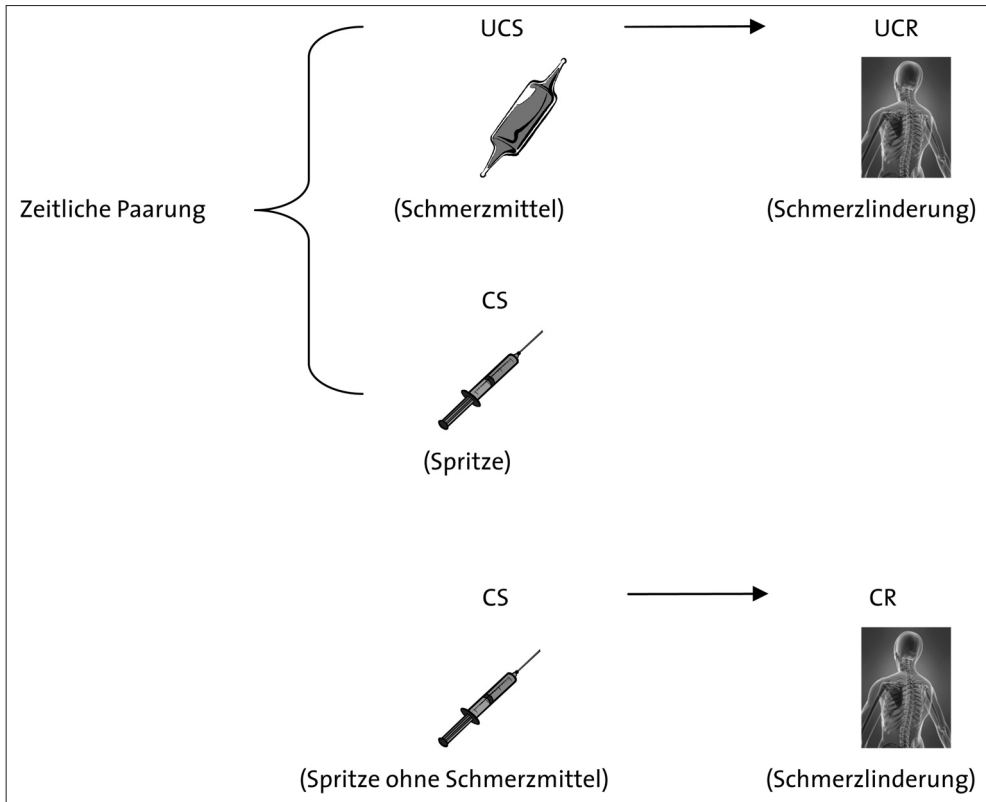 UCS
UCR
Zeitliche Paarung
(Schmerzmittel)
(Schmerzlinderung)
CS
(Spritze)
CS
CR
(Spritze ohne Schmerzmittel)
(Schmerzlinderung)